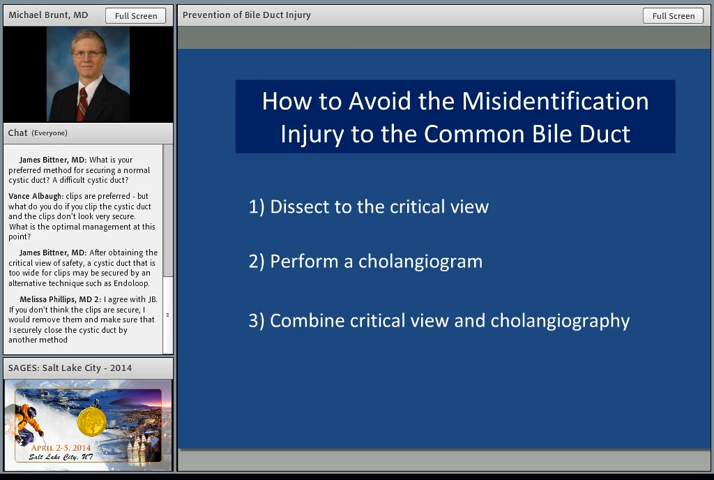 Michael Brunt, MD
Full Screen
Chat (Everyone)
James Bittner, MD: What is your
preferred method for securing a normal
cystic duct? A difficult cystic duct?
Vance Albaugh: clips are preferred - but
what do you do if you clip the cystic duct
and the clips don't look very secure.
What is the optimal management at this
point?
James Bittner, MD: After obtaining the
critical view of safety, a cystic duct that is
too wide for clips may be secured by an
alternative technique such as Endoloop.
Melissa Phillips, MD 2: I agree with JB.
If you don't think the clips are secure, I
would remove them and make sure that
I securely close the cystic duct by
another method
SAGES: Salt Lake City - 2014
APRIL 2-5, 2014
Salt Lake City, UT
Prevention of Bile Duct Injury
Full Screen
How to Avoid the Misidentification
Injury to the Common Bile Duct
1) Dissect to the critical view
2) Perform a cholangiogram
3) Combine critical view and cholangiography